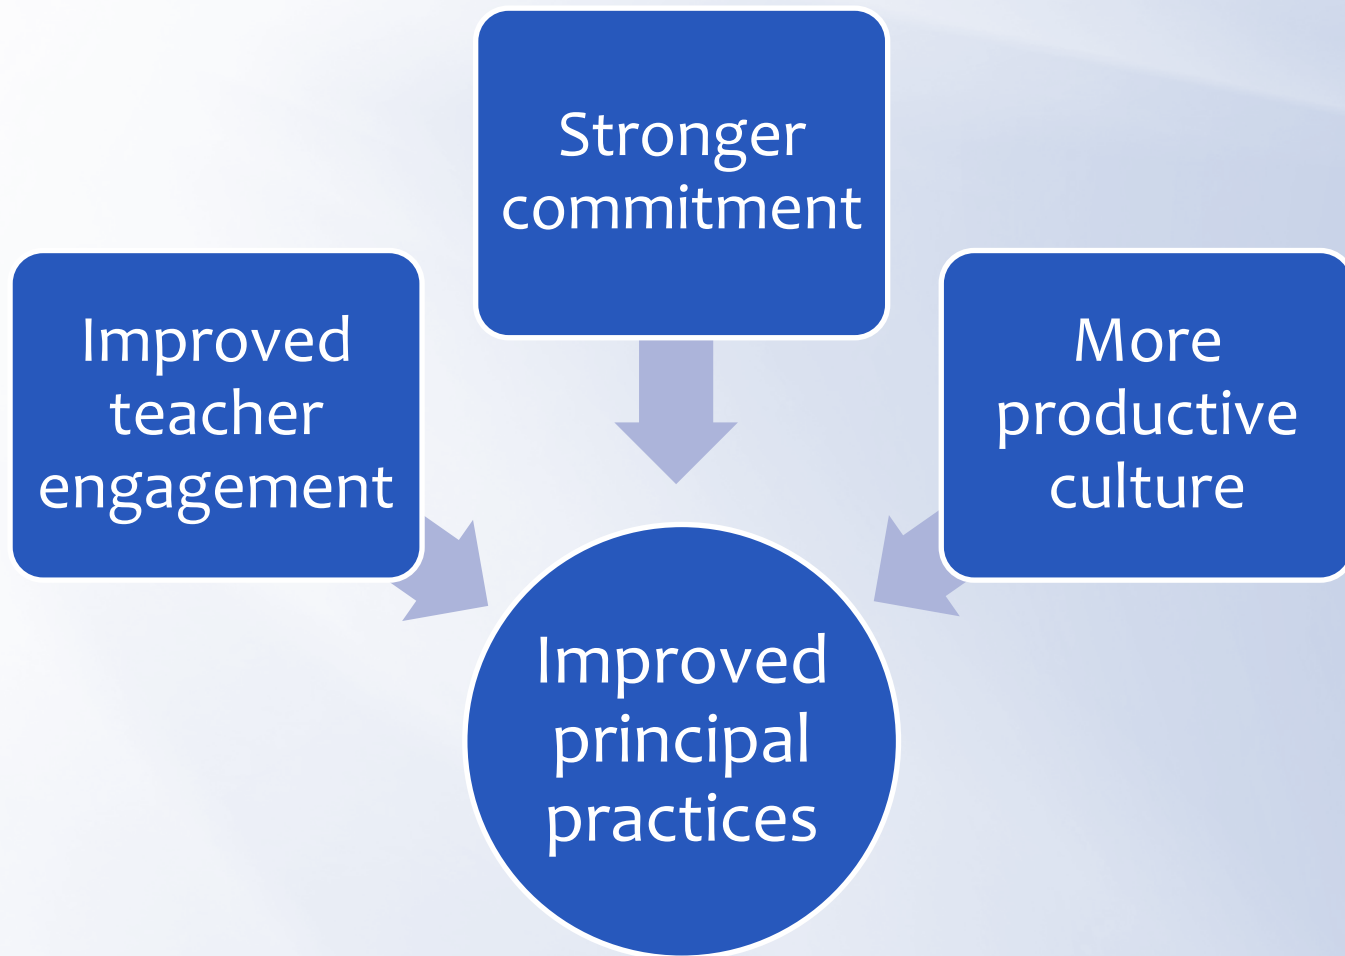 Stronger
commitment
Improved
teacher
engagement
More
productive
culture
Improved
principal
practices